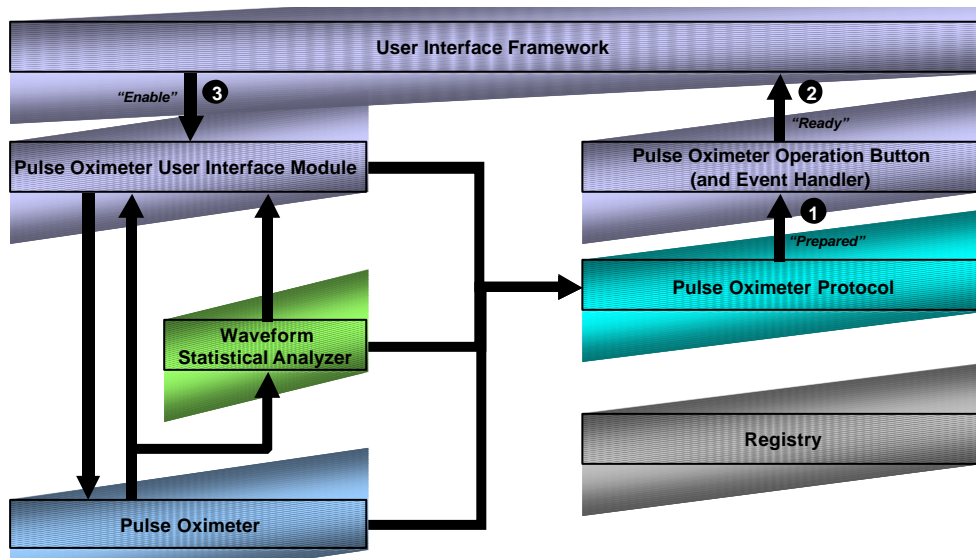 User Interface Framework
“Enable”
3
2
“Ready”
Pulse Oximeter User Interface Module
Pulse Oximeter Operation Button
(and Event Handler)
1
“Prepared”
Pulse Oximeter Protocol
Waveform
Statistical Analyzer
Registry
Pulse Oximeter